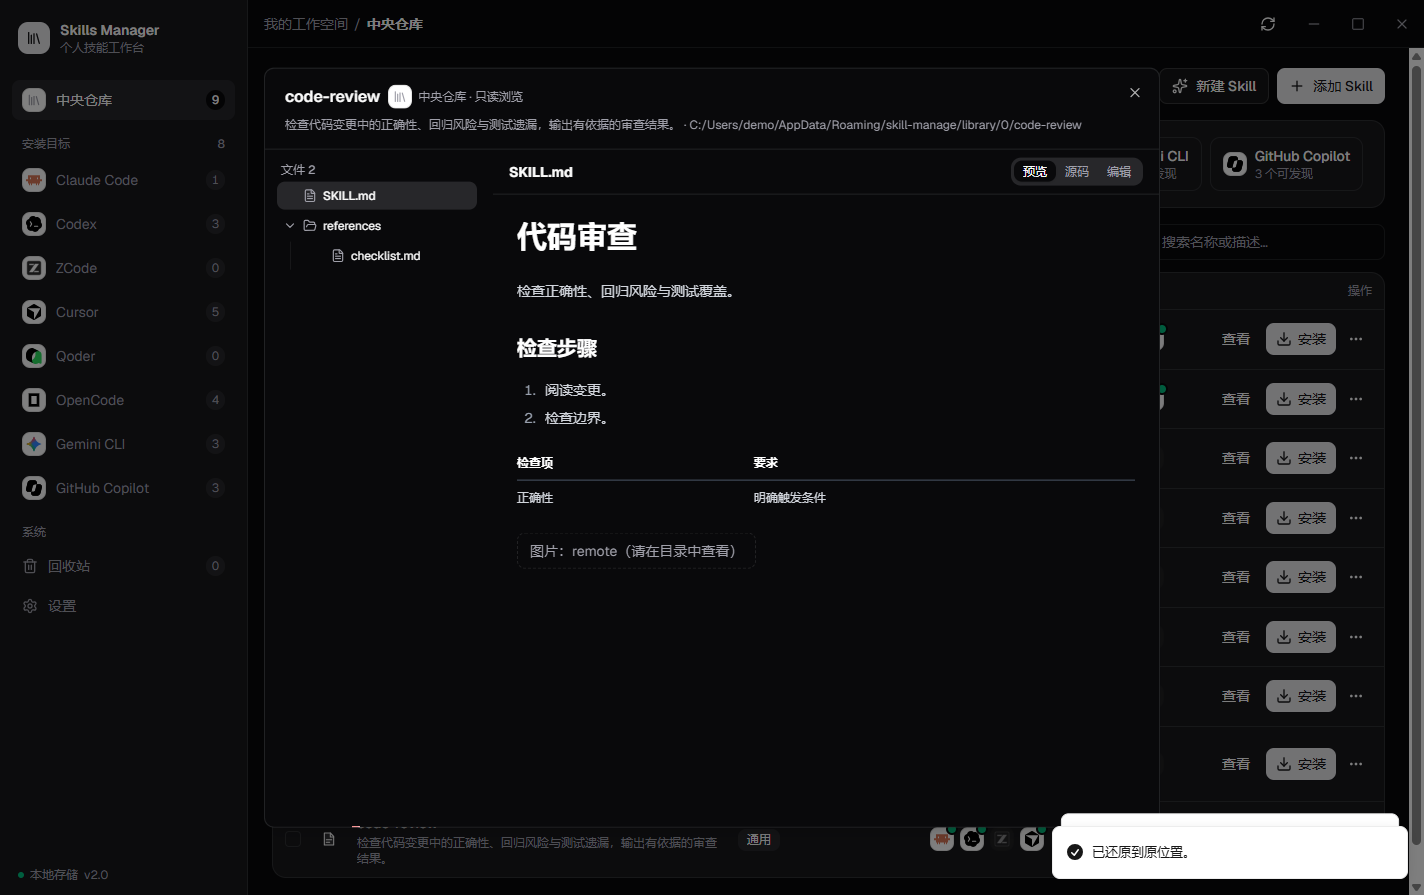 Skills Manager
个人技能工作台
我的工作空间 / 中央仓库
中央仓库 9
安装目标 8
Claude Code 1
Codex 3
ZCode 0
Cursor 5
Qoder 0
OpenCode 4
Gemini CLI 3
GitHub Copilot 3
系统
回收站 0
设置
本地存储 v2.0
新建 Skill
添加 Skill
code-review 中央仓库 · 只读浏览
检查代码变更中的正确性、回归风险与测试遗漏，输出有依据的审查结果。 · C:/Users/demo/AppData/Roaming/skill-manage/library/0/code-review
文件 2
SKILL.md
references
checklist.md
SKILL.md
预览 源码 编辑
代码审查
检查正确性、回归风险与测试覆盖。
检查步骤
1. 阅读变更。
2. 检查边界。
检查项 要求
正确性 明确触发条件
图片：remote（请在目录中查看）
i CLI
发现
GitHub Copilot
3 个可发现
搜索名称或描述...
操作
查看 安装
查看 安装
查看 安装
查看 安装
查看 安装
查看 安装
查看 安装
查看 安装
检查代码变更中的正确性、回归风险与测试遗漏，输出有依据的审查
结果。
通用
已还原到原位置。